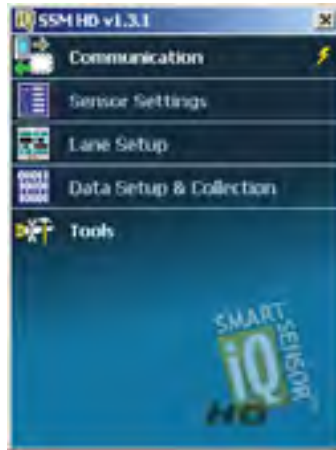 SSM HD v1.3.1
Communication
Sensor Settings
Lane Setup
Data Setup & Collection
Tools
SMART
SENSOR
iQ
HD